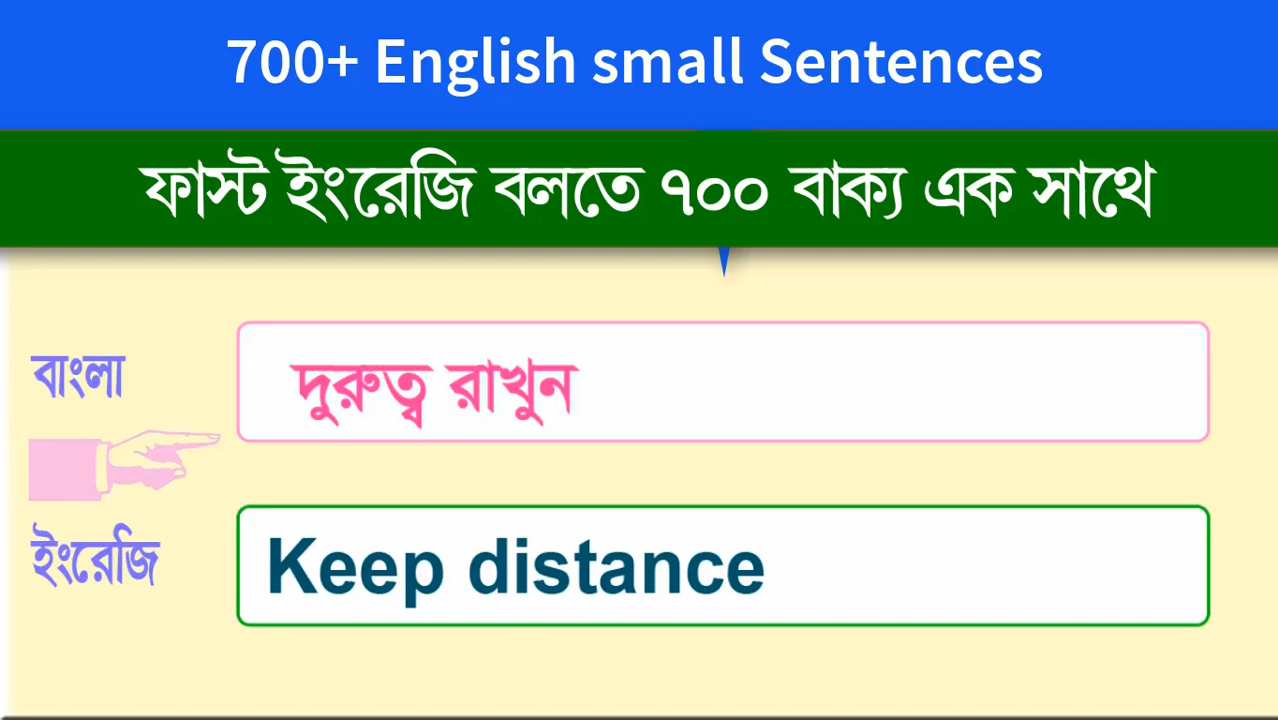 700+ English small Sentences
ফাস্ট ইংরেজি বলতে ৭০০ বাক্য এক সাথে
বাংলা
দুরুত্ব রাখুন
ইংরেজি
Keep distance